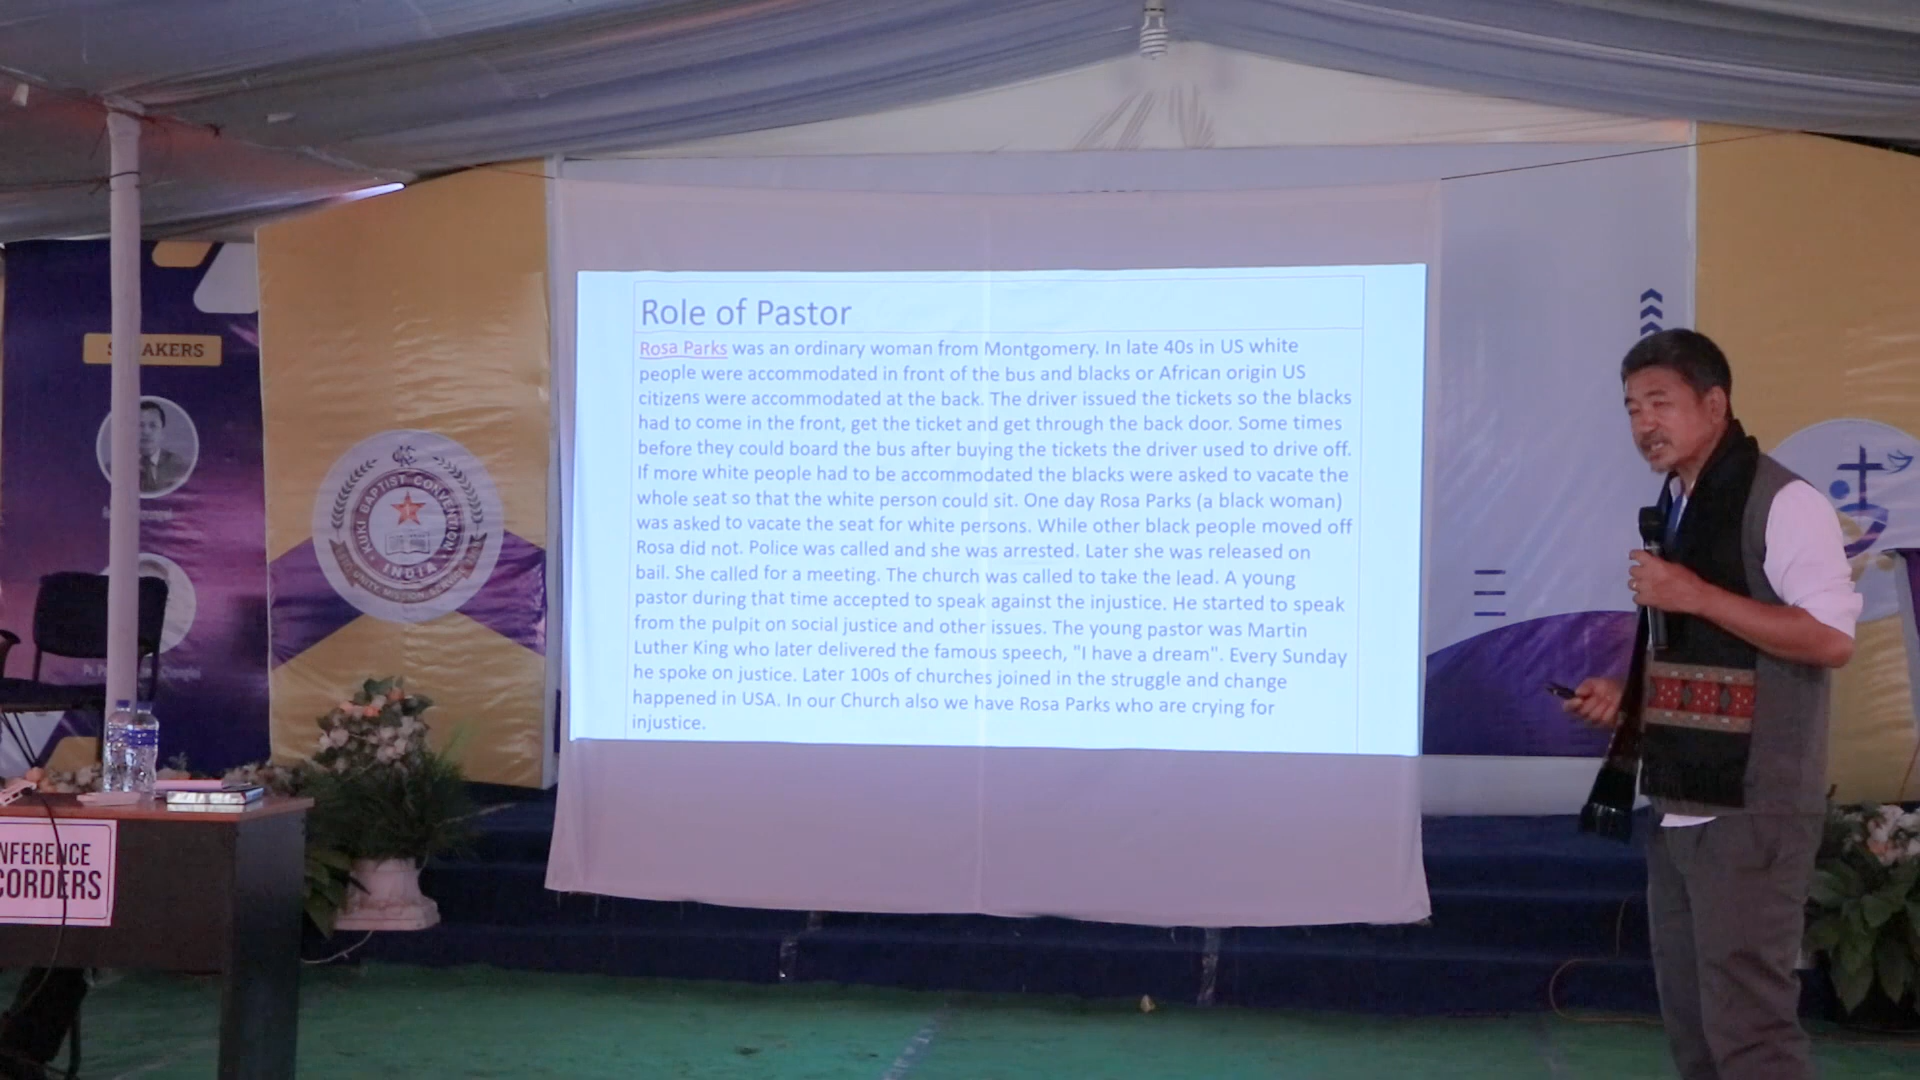 Role of Pastor
Rosa Parks was an ordinary woman from Montgomery. In late 40s in US white
people were accommodated in front of the bus and blacks or African origin US
citizens were accommodated at the back. The driver issued the tickets so the blacks
had to come in the front, get the ticket and get through the back door. Some times
before they could board the bus after buying the tickets the driver used to drive off.
If more white people had to be accommodated the blacks were asked to vacate the
whole seat so that the white person could sit. One day Rosa Parks (a black woman)
was asked to vacate the seat for white persons. While other black people moved off
Rosa did not. Police was called and she was arrested. Later she was released on
bail. She called for a meeting. The church was called to take the lead. A young
pastor during that time accepted to speak against the injustice. He started to speak
from the pulpit on social justice and other issues. The young pastor was Martin
Luther King who later delivered the famous speech, "I have a dream". Every Sunday
he spoke on justice. Later 100s of churches joined in the struggle and change
happened in USA. In our Church also we have Rosa Parks who are crying for
injustice.
S AKERS
KUKI BAPTIST CONVENTION
INDIA
UNITY, MISSION,
NFERENCE
CORDERS